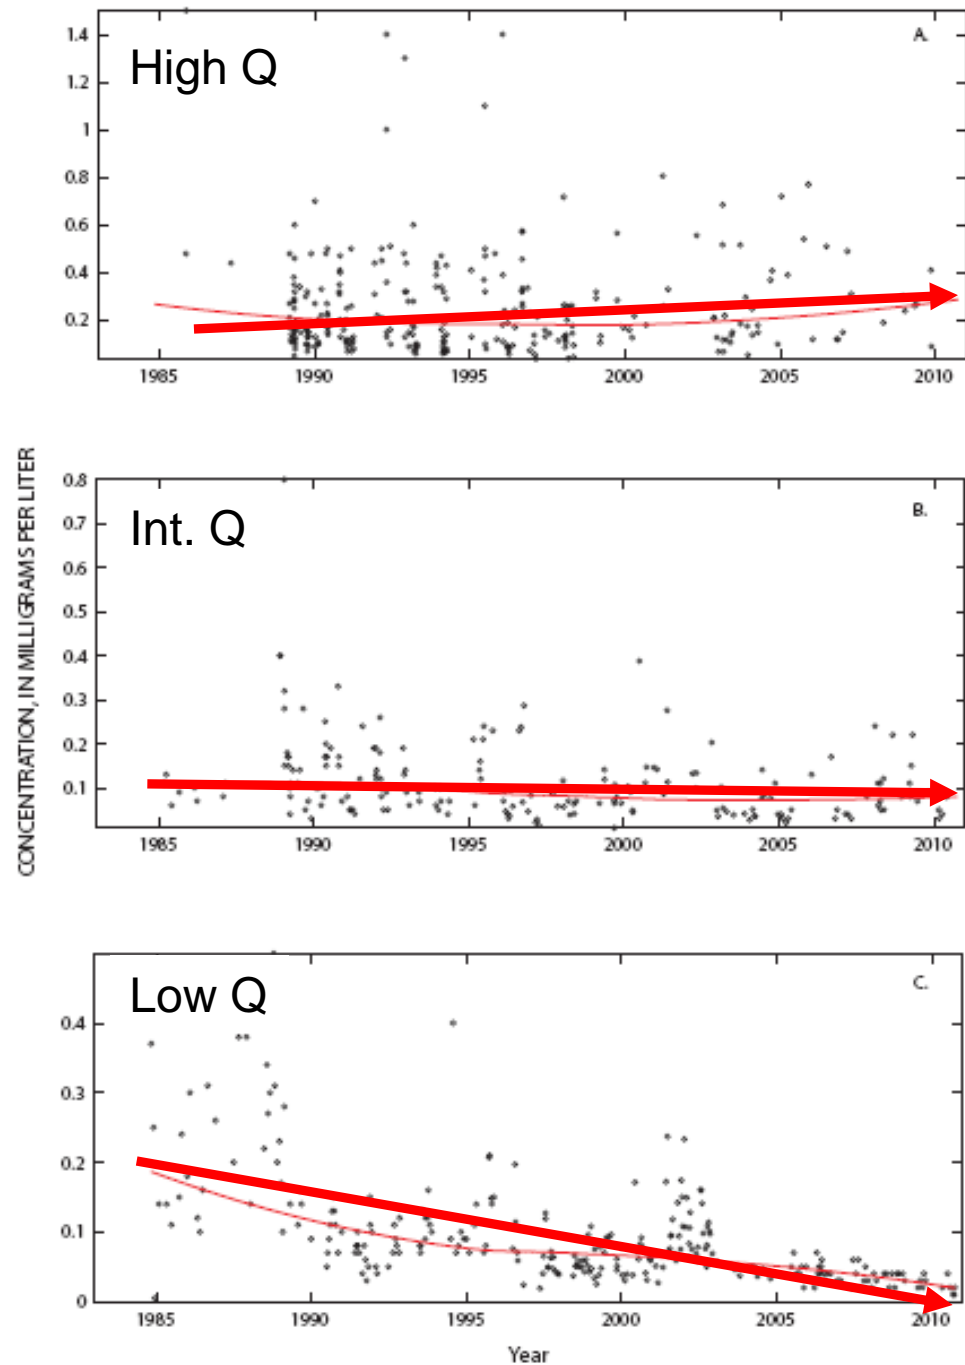 CONCENTRATION, IN MILLIGRAMS PER LITER
High Q
A.
1.4
1.2
1
0.8
0.6
0.4
0.2
1985 1990 1995 2000 2005 2010
Int. Q
B.
0.8
0.7
0.6
0.5
0.4
0.3
0.2
0.1
1985 1990 1995 2000 2005 2010
Low Q
C.
0.4
0.3
0.2
0.1
0
1985 1990 1995 2000 2005 2010
Year